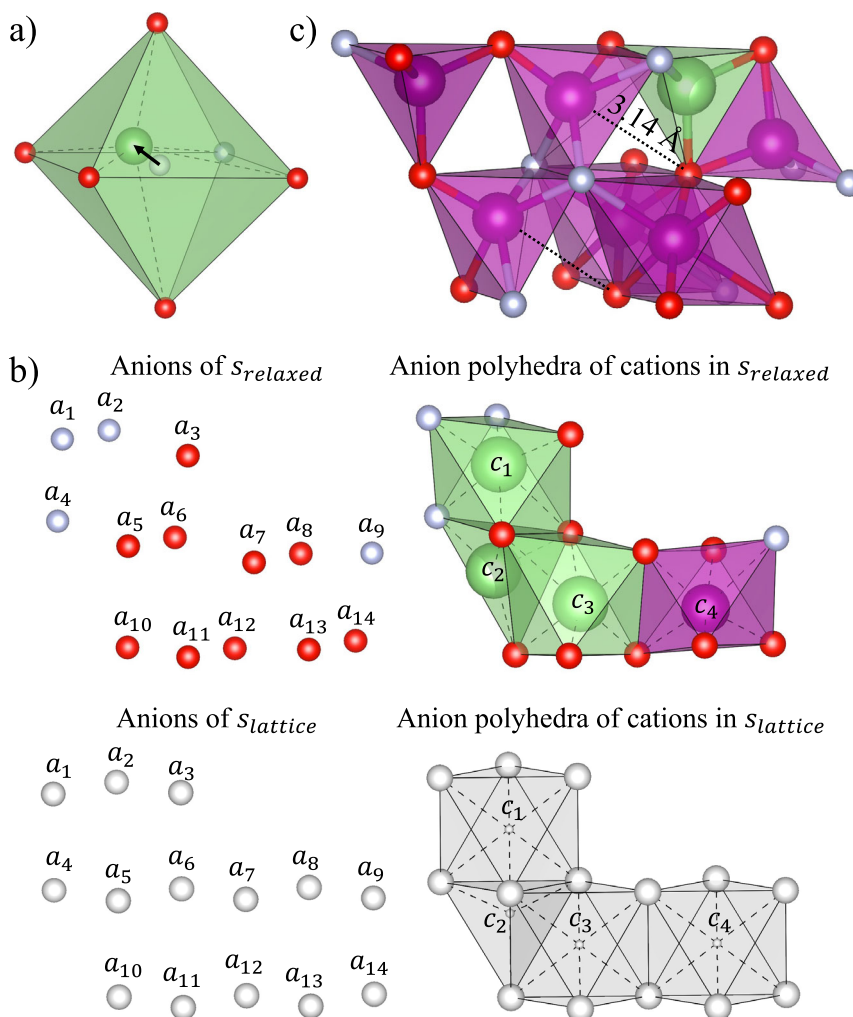 a)
c)
3.14 Å
b)
Anions of s_relaxed
Anion polyhedra of cations in s_relaxed
a_1
a_2
a_3
a_4
a_5
a_6
a_7
a_8
a_9
a_10
a_11
a_12
a_13
a_14
c_1
c_2
c_3
c_4
Anions of s_lattice
Anion polyhedra of cations in s_lattice
a_1
a_2
a_3
a_4
a_5
a_6
a_7
a_8
a_9
a_10
a_11
a_12
a_13
a_14
c_1
c_2
c_3
c_4